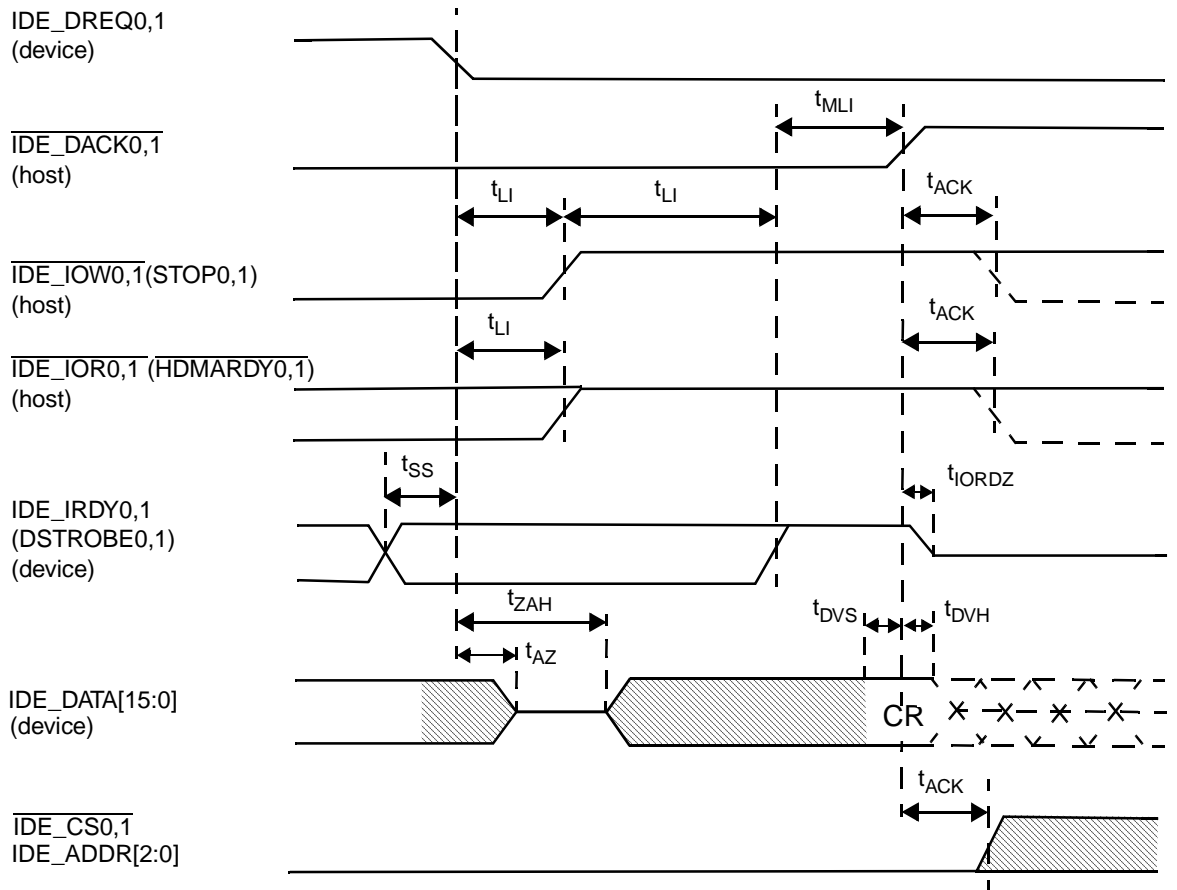 IDE_DREQ0,1
(device)
tMLI
IDE_DACK0,1
(host)
tLI
tLI
tACK
IDE_IOW0,1(STOP0,1)
(host)
tLI
tACK
IDE_IOR0,1 (HDMARDY0,1)
(host)
tSS
tIORDZ
IDE_IRDY0,1
(DSTROBE0,1)
(device)
tZAH
tDVS
tDVH
tAZ
IDE_DATA[15:0]
(device)
CR
tACK
IDE_CS0,1
IDE_ADDR[2:0]